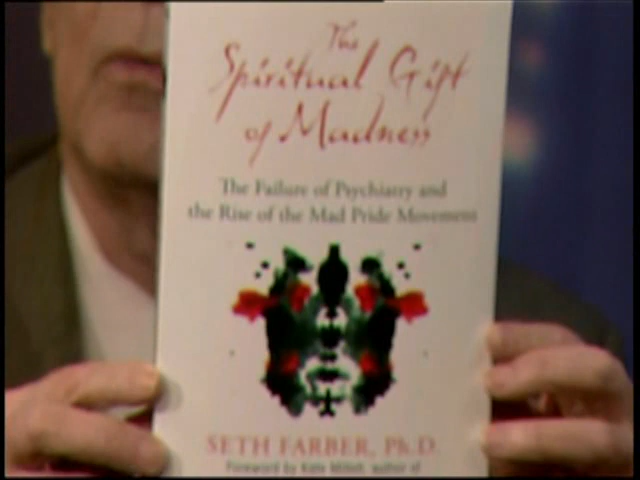 The
Spiritual Gift
of Madness
The Failure of Psychiatry and
the Rise of the Mad Pride Movement
SETH FARBER, Ph.D.
Foreword by Kate Millett, author of